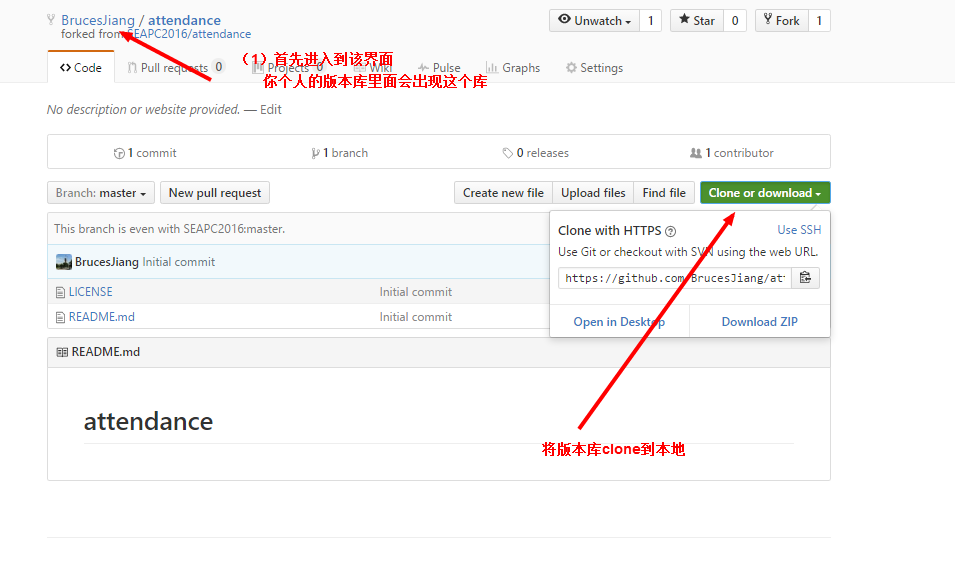 BrucesJiang / attendance
forked from SEAPC2016/attendance
Unwatch 1 Star 0 Fork 1
(1)首先进入到该界面
你个人的版本库里面会出现这个库
Code Pull requests 0 Projects 0 Wiki Pulse Graphs Settings
No description or website provided. — Edit
1 commit 1 branch 0 releases 1 contributor
Branch: master New pull request Create new file Upload files Find file Clone or download
This branch is even with SEAPC2016:master.
Clone with HTTPS ? Use SSH
Use Git or checkout with SVN using the web URL.
BrucesJiang Initial commit
https://github.com/BrucesJiang/at
LICENSE Initial commit
README.md Initial commit
Open in Desktop Download ZIP
README.md
attendance
将版本库clone到本地